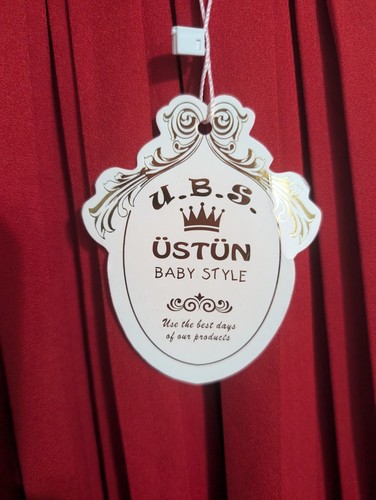 U.B.S.
ÜSTÜN
BABY STYLE
Use the best days
of our products